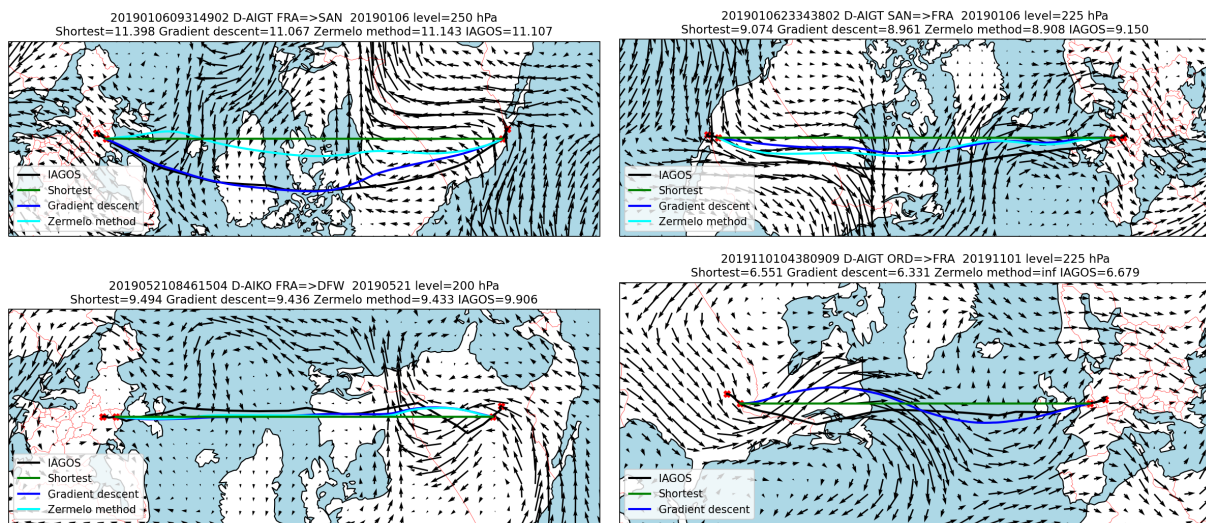 2019010609314902 D-AIGT FRA=>SAN 20190106 level=250 hPa
Shortest=11.398 Gradient descent=11.067 Zermelo method=11.143 IAGOS=11.107
IAGOS
Shortest
Gradient descent
Zermelo method
2019010623343802 D-AIGT SAN=>FRA 20190106 level=225 hPa
Shortest=9.074 Gradient descent=8.961 Zermelo method=8.908 IAGOS=9.150
IAGOS
Shortest
Gradient descent
Zermelo method
2019052108461504 D-AIKO FRA=>DFW 20190521 level=200 hPa
Shortest=9.494 Gradient descent=9.436 Zermelo method=9.433 IAGOS=9.906
IAGOS
Shortest
Gradient descent
Zermelo method
2019110104380909 D-AIGT ORD=>FRA 20191101 level=225 hPa
Shortest=6.551 Gradient descent=6.331 Zermelo method=inf IAGOS=6.679
IAGOS
Shortest
Gradient descent